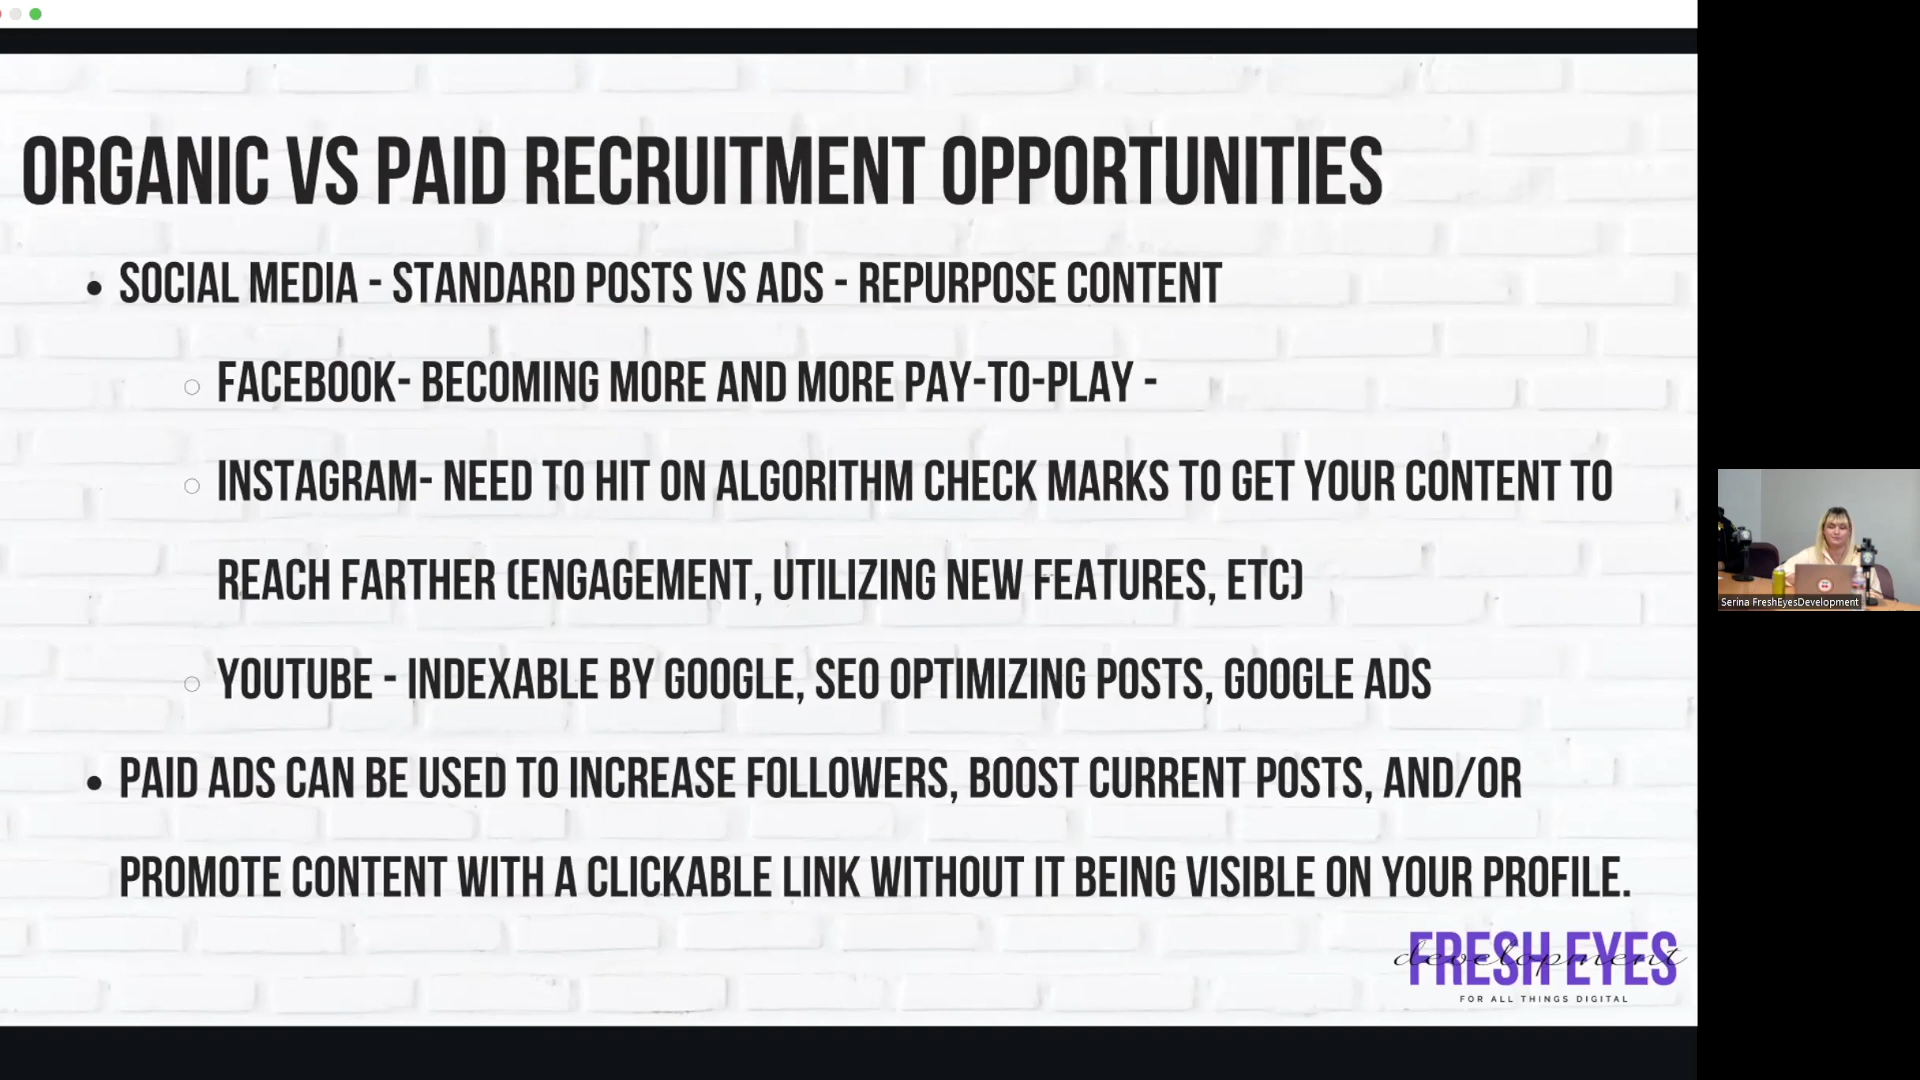 ORGANIC VS PAID RECRUITMENT OPPORTUNITIES
SOCIAL MEDIA - STANDARD POSTS VS ADS - REPURPOSE CONTENT
FACEBOOK- BECOMING MORE AND MORE PAY-TO-PLAY -
INSTAGRAM- NEED TO HIT ON ALGORITHM CHECK MARKS TO GET YOUR CONTENT TO
REACH FARTHER (ENGAGEMENT, UTILIZING NEW FEATURES, ETC)
YOUTUBE - INDEXABLE BY GOOGLE, SEO OPTIMIZING POSTS, GOOGLE ADS
PAID ADS CAN BE USED TO INCREASE FOLLOWERS, BOOST CURRENT POSTS, AND/OR
PROMOTE CONTENT WITH A CLICKABLE LINK WITHOUT IT BEING VISIBLE ON YOUR PROFILE.
FRESH EYES
development
FOR ALL THINGS DIGITAL
Serina FreshEyesDevelopment